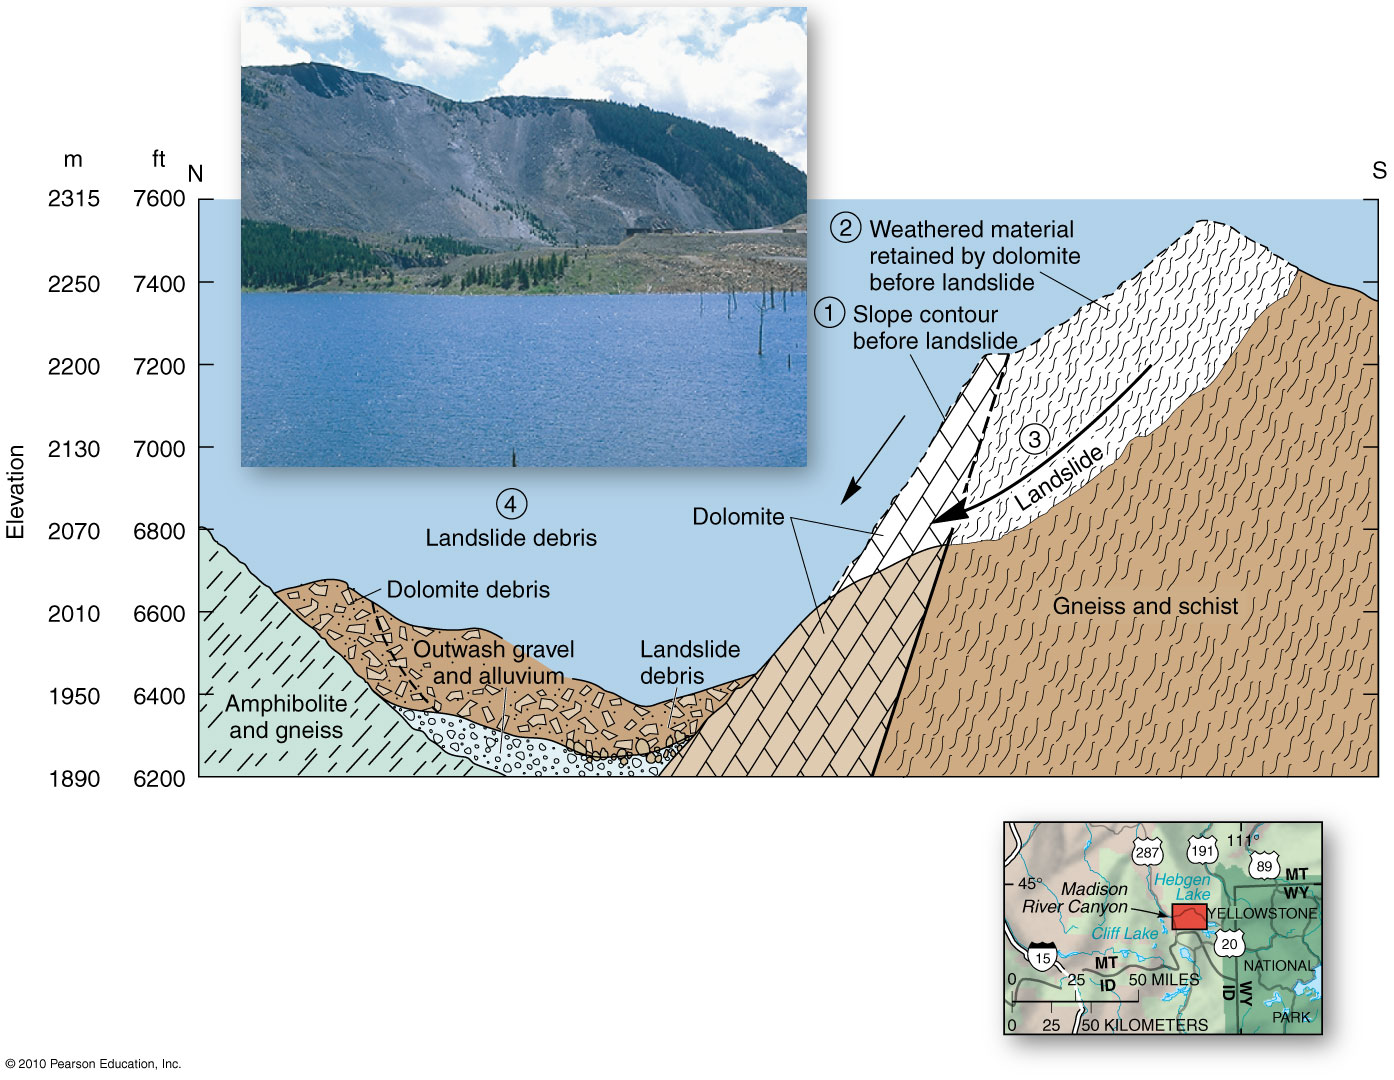 m ft
N
S
2315 7600
2250 7400
2200 7200
2130 7000
2070 6800
2010 6600
1950 6400
1890 6200
Elevation
2 Weathered material
retained by dolomite
before landslide
1 Slope contour
before landslide
3
Landslide
4
Landslide debris
Dolomite
Dolomite debris
Outwash gravel
and alluvium
Landslide
debris
Gneiss and schist
Amphibolite
and gneiss
287
191
111°
89
MT
WY
45°
Madison
River Canyon
Hebgen
Lake
YELLOWSTONE
Cliff Lake
20
15
MT
ID
NATIONAL
WY
ID
PARK
0 25 50 MILES
0 25 50 KILOMETERS
© 2010 Pearson Education, Inc.